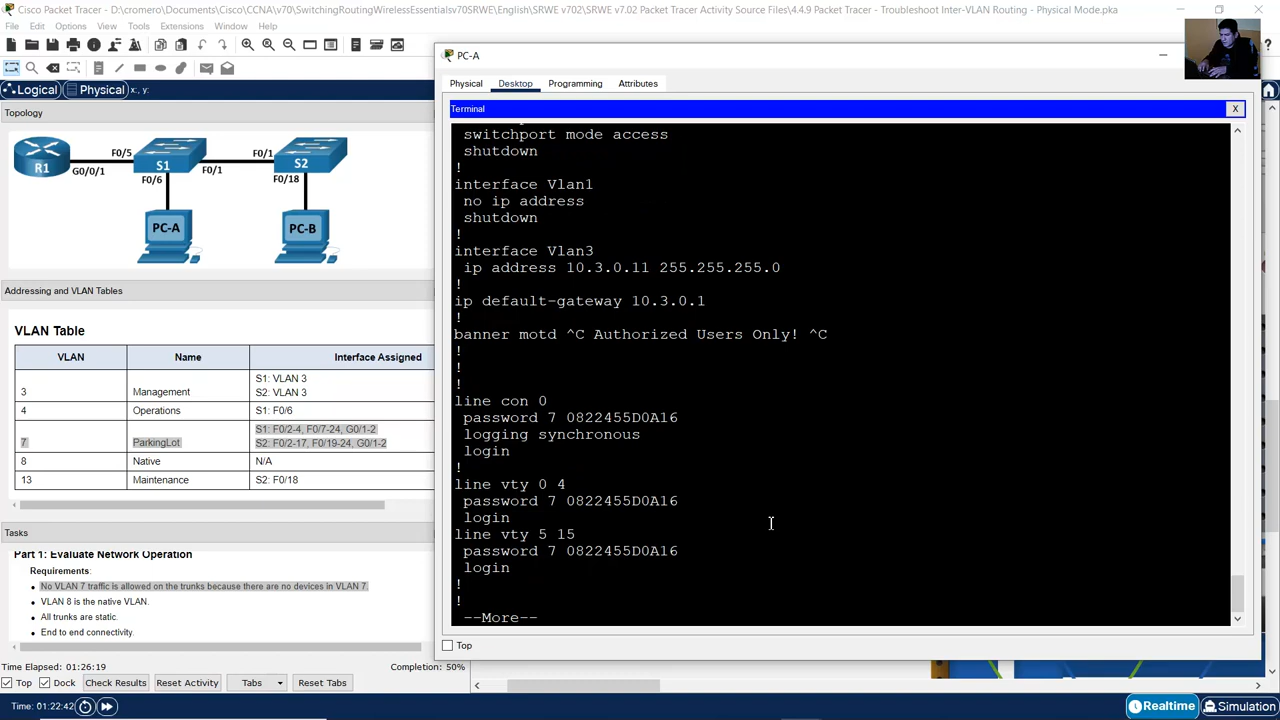 Cisco Packet Tracer - D:\cromero\Documents\Cisco\CCNA\v70\SwitchingRoutingWirelessEssentialsv70SRWE\English\SRWE v702\SRWE v7.02 Packet Tracer Activity Source Files\4.4.9 Packet Tracer - Troubleshoot Inter-VLAN Routing - Physical Mode.pka
File Edit Options View Tools Extensions Window Help
Logical Physical x: , y:
Topology
R1
G0/0/1
F0/5
S1
F0/1
F0/1
S2
F0/6
F0/18
PC-A
PC-B
Addressing and VLAN Tables
VLAN Table
VLAN Name Interface Assigned
3 Management S1: VLAN 3
S2: VLAN 3
4 Operations S1: F0/6
7 ParkingLot S1: F0/2-4, F0/7-24, G0/1-2
S2: F0/2-17, F0/19-24, G0/1-2
8 Native N/A
13 Maintenance S2: F0/18
Tasks
Part 1: Evaluate Network Operation
Requirements:
• No VLAN 7 traffic is allowed on the trunks because there are no devices in VLAN 7.
• VLAN 8 is the native VLAN.
• All trunks are static.
• End to end connectivity.
Time Elapsed: 01:26:19 Completion: 50%
Top Dock Check Results Reset Activity Tabs Reset Tabs
Time: 01:22:42
PC-A
Physical Desktop Programming Attributes
Terminal X
switchport mode access
shutdown
!
interface Vlan1
no ip address
shutdown
!
interface Vlan3
ip address 10.3.0.11 255.255.255.0
!
ip default-gateway 10.3.0.1
!
banner motd ^C Authorized Users Only! ^C
!
!
!
line con 0
password 7 0822455D0A16
logging synchronous
login
!
line vty 0 4
password 7 0822455D0A16
login
line vty 5 15
password 7 0822455D0A16
login
!
!
--More--
Top
Realtime Simulation